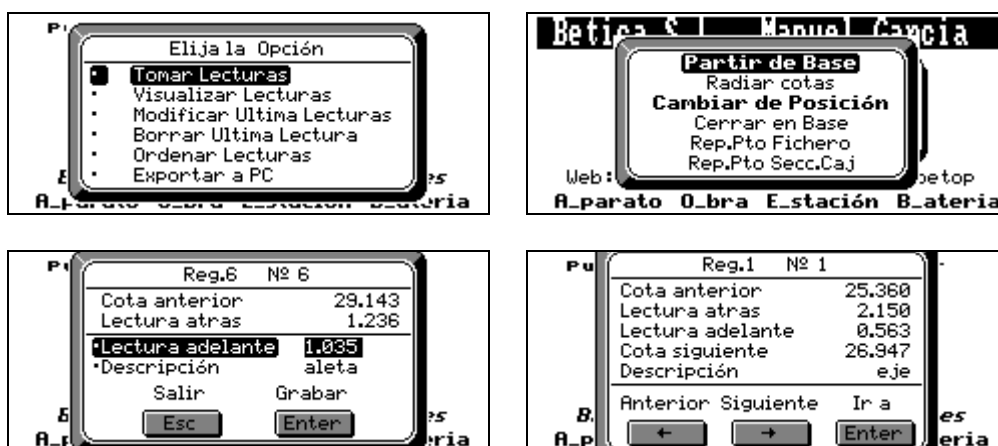 Elija la Opción
Tomar Lecturas
Visualizar Lecturas
Modificar Ultima Lecturas
Borrar Ultima Lectura
Ordenar Lecturas
Exportar a PC
Betica S Manuel Garcia
Partir de Base
Radiar cotas
Cambiar de Posición
Cerrar en Base
Rep.Pto Fichero
Rep.Pto Secc.Caj
Web:
A_parato O_bra E_stación B_ateria
Reg.6 Nº 6
Cota anterior 29.143
Lectura atras 1.236
Lectura adelante 1.035
Descripción aleta
Salir Grabar
Esc Enter
Reg.1 Nº 1
Cota anterior 25.360
Lectura atras 2.150
Lectura adelante 0.563
Cota siguiente 26.947
Descripción eje
Anterior Siguiente Ir a
← → Enter